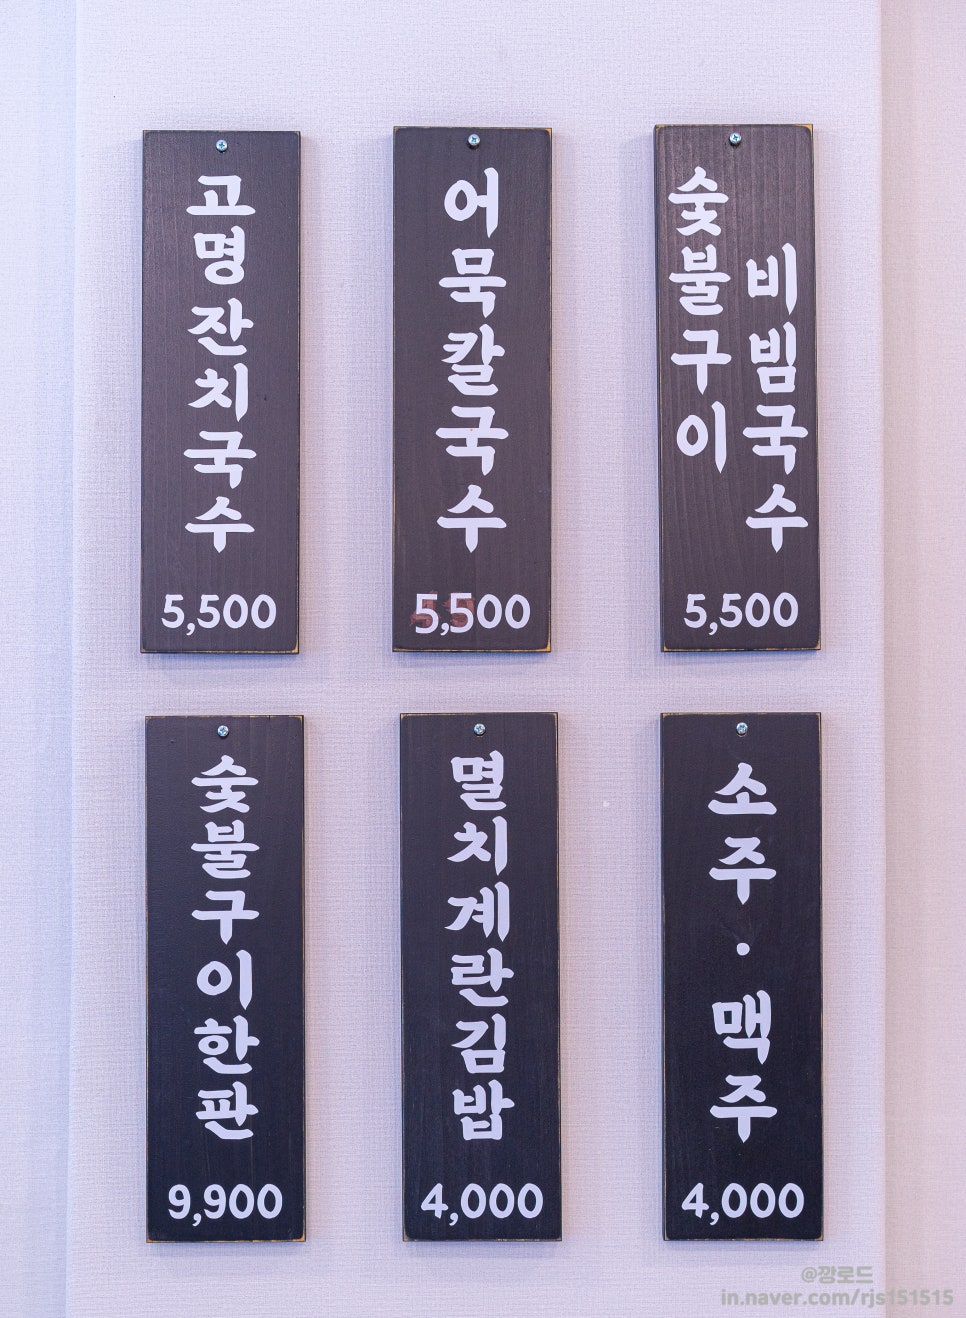 고명잔치국수
5,500
어묵칼국수
5,500
숯불구이
비빔국수
5,500
숯불구이한판
9,900
멸치계란김밥
4,000
소주·맥주
4,000
@깡로드
in.naver.com/rjs151515